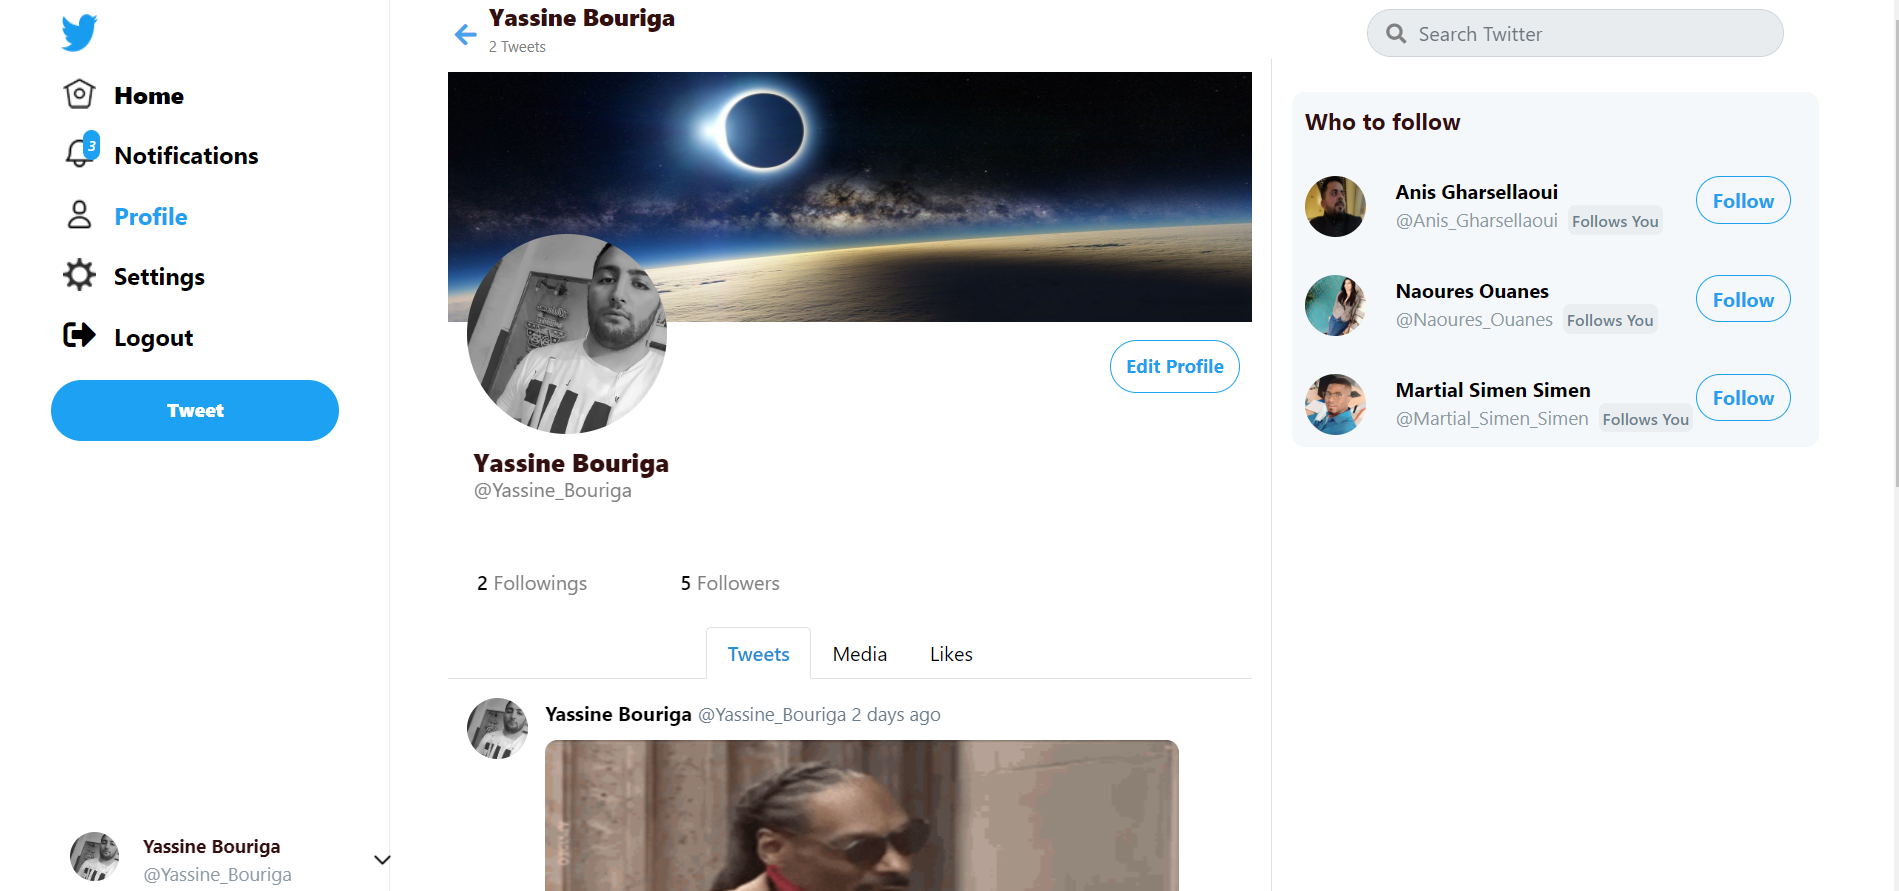 Home
3
Notifications
Profile
Settings
Logout
Tweet
Yassine Bouriga
@Yassine_Bouriga
Yassine Bouriga
2 Tweets
Edit Profile
Yassine Bouriga
@Yassine_Bouriga
2 Followings
5 Followers
Tweets
Media
Likes
Yassine Bouriga @Yassine_Bouriga 2 days ago
Search Twitter
Who to follow
Anis Gharsellaoui
@Anis_Gharsellaoui Follows You
Follow
Naoures Ouanes
@Naoures_Ouanes Follows You
Follow
Martial Simen Simen
@Martial_Simen_Simen Follows You
Follow